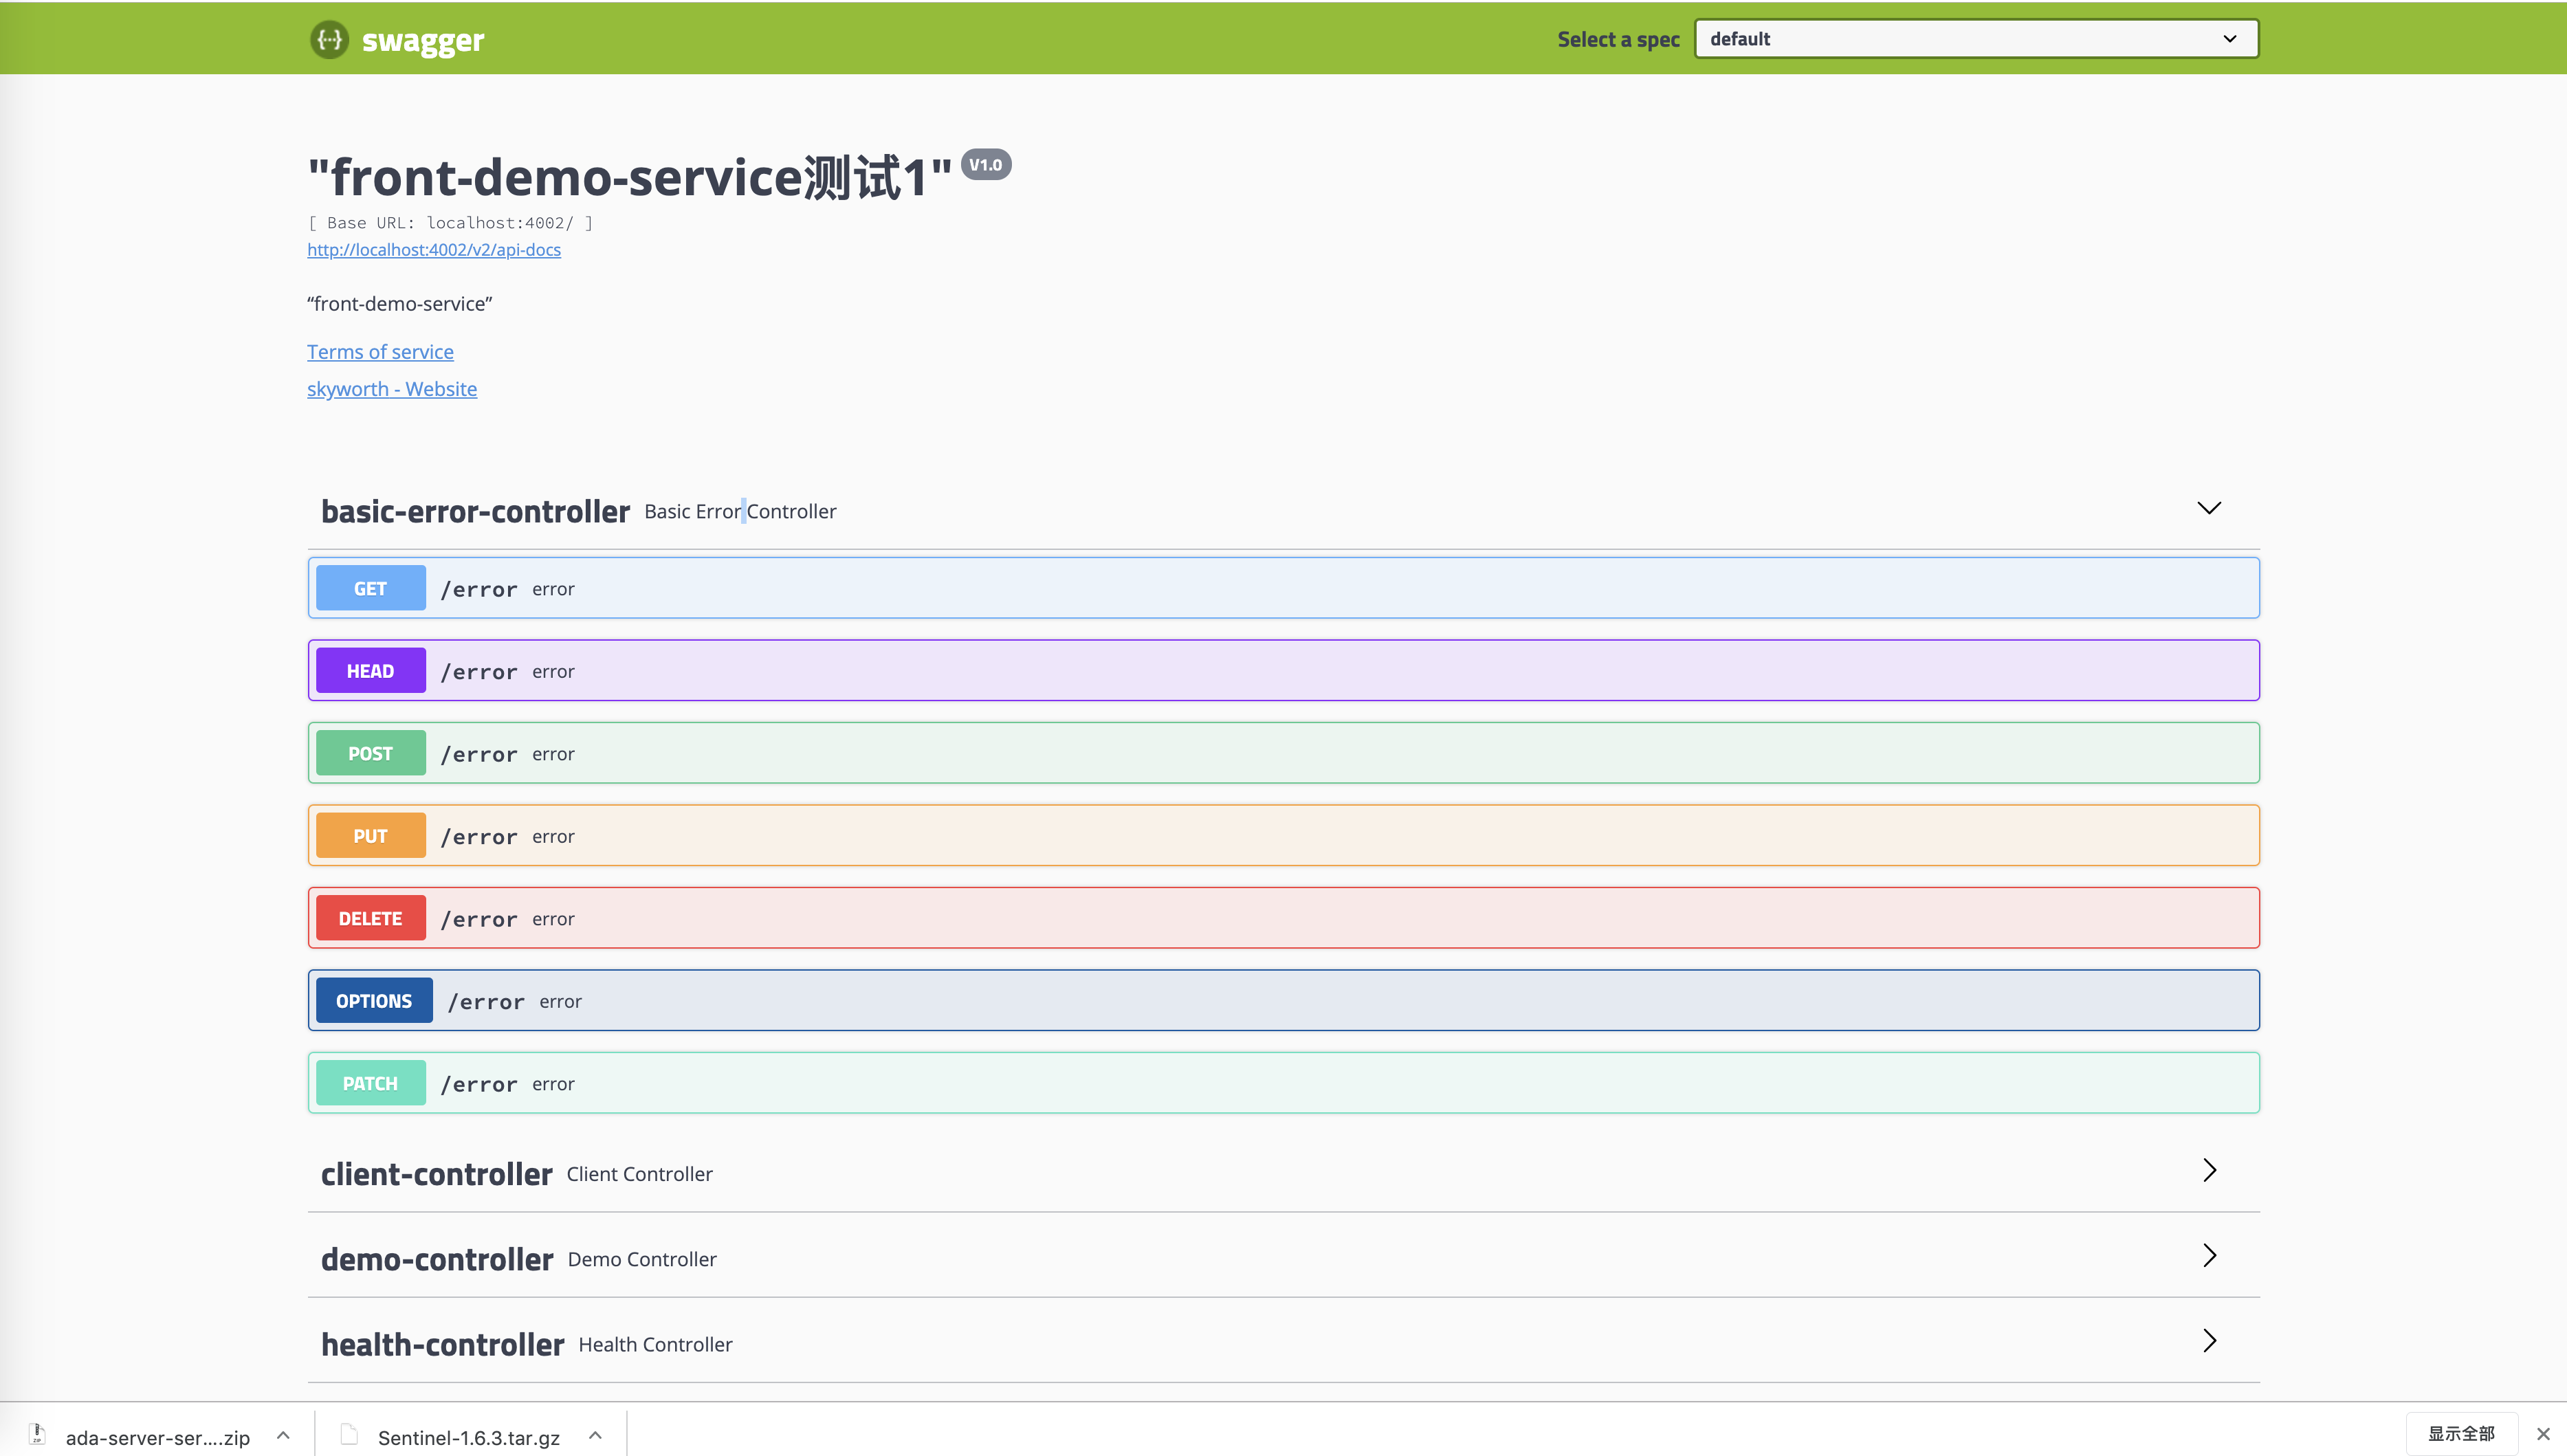 swagger
Select a spec default
"front-demo-service测试1" V1.0
[ Base URL: localhost:4002/ ]
http://localhost:4002/v2/api-docs
“front-demo-service”
Terms of service
skyworth - Website
basic-error-controller Basic Error Controller
GET /error error
HEAD /error error
POST /error error
PUT /error error
DELETE /error error
OPTIONS /error error
PATCH /error error
client-controller Client Controller
demo-controller Demo Controller
health-controller Health Controller
ada-server-ser....zip Sentinel-1.6.3.tar.gz 显示全部